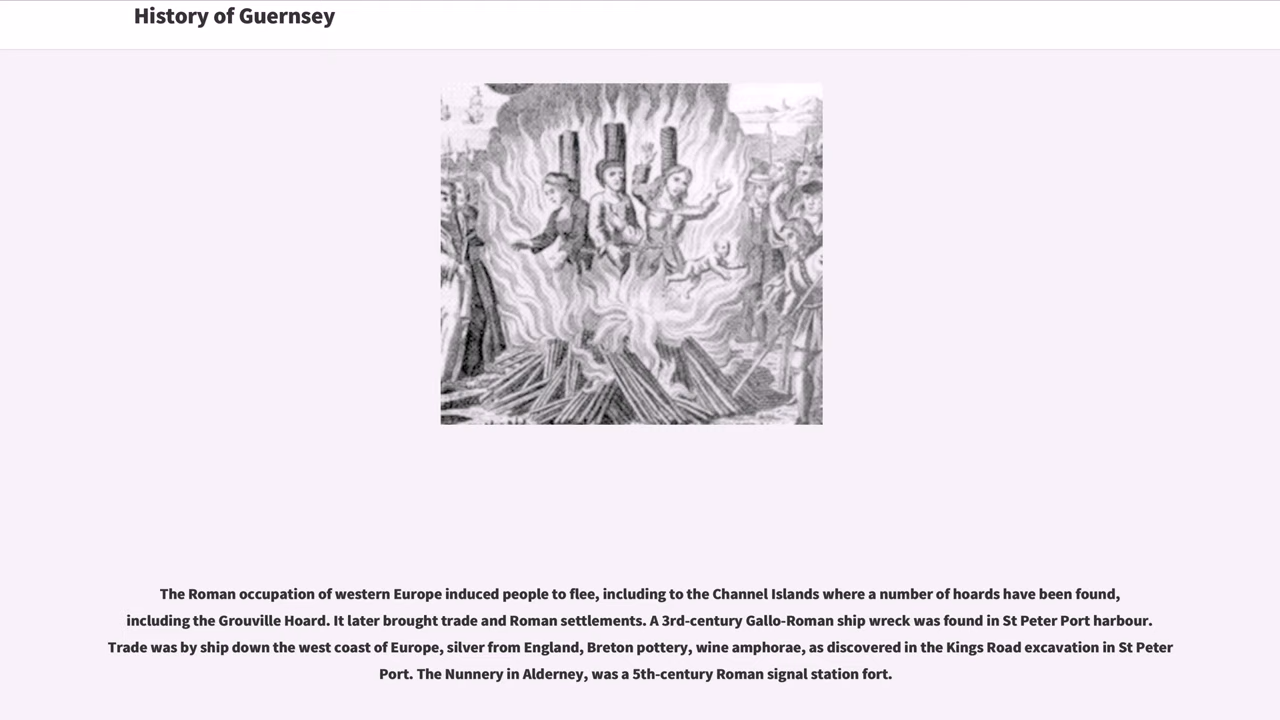 History of Guernsey
The Roman occupation of western Europe induced people to flee, including to the Channel Islands where a number of hoards have been found,
including the Grouville Hoard. It later brought trade and Roman settlements. A 3rd-century Gallo-Roman ship wreck was found in St Peter Port harbour.
Trade was by ship down the west coast of Europe, silver from England, Breton pottery, wine amphorae, as discovered in the Kings Road excavation in St Peter
Port. The Nunnery in Alderney, was a 5th-century Roman signal station fort.